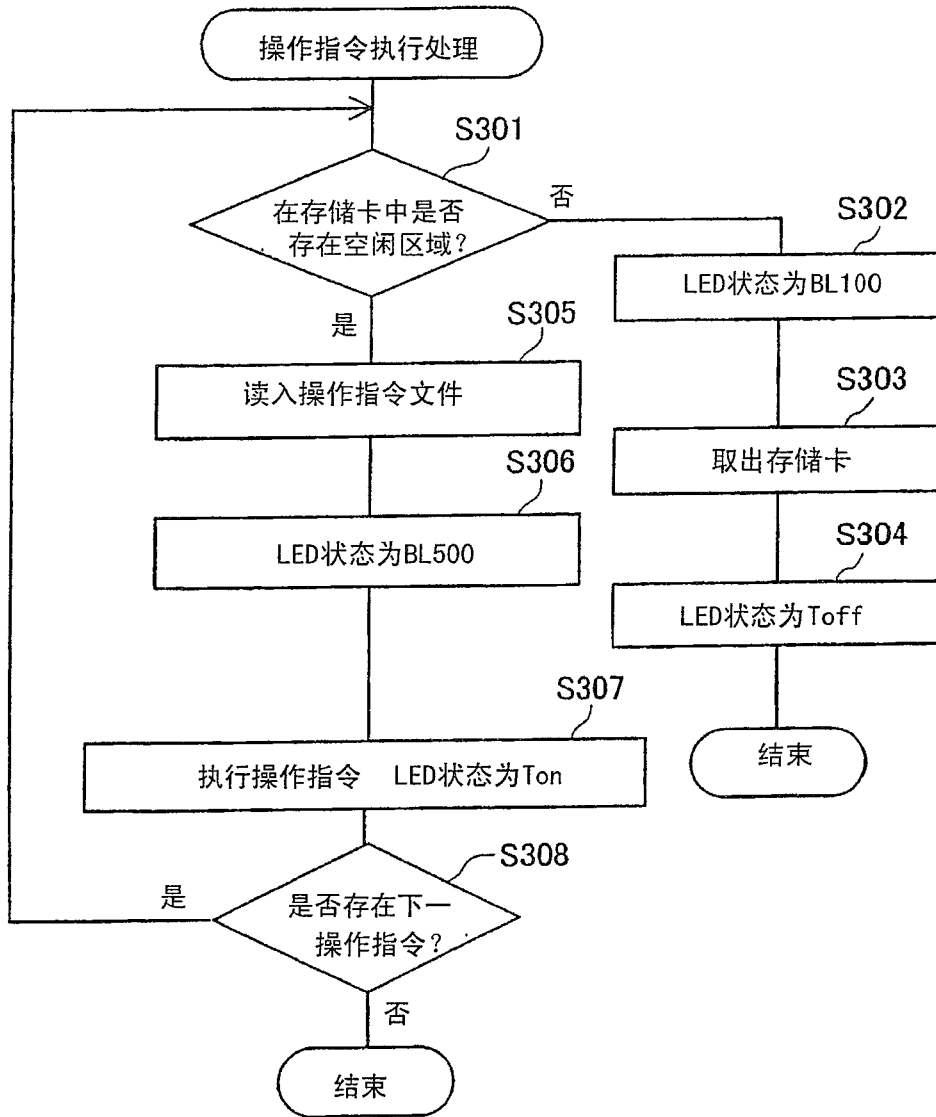 操作指令执行处理
S301
在存储卡中是否
存在空闲区域?
否
是
S302
LED状态为BL100
S303
取出存储卡
S304
LED状态为Toff
结束
S305
读入操作指令文件
S306
LED状态为BL500
S307
执行操作指令 LED状态为Ton
S308
是否存在下一
操作指令?
是
否
结束